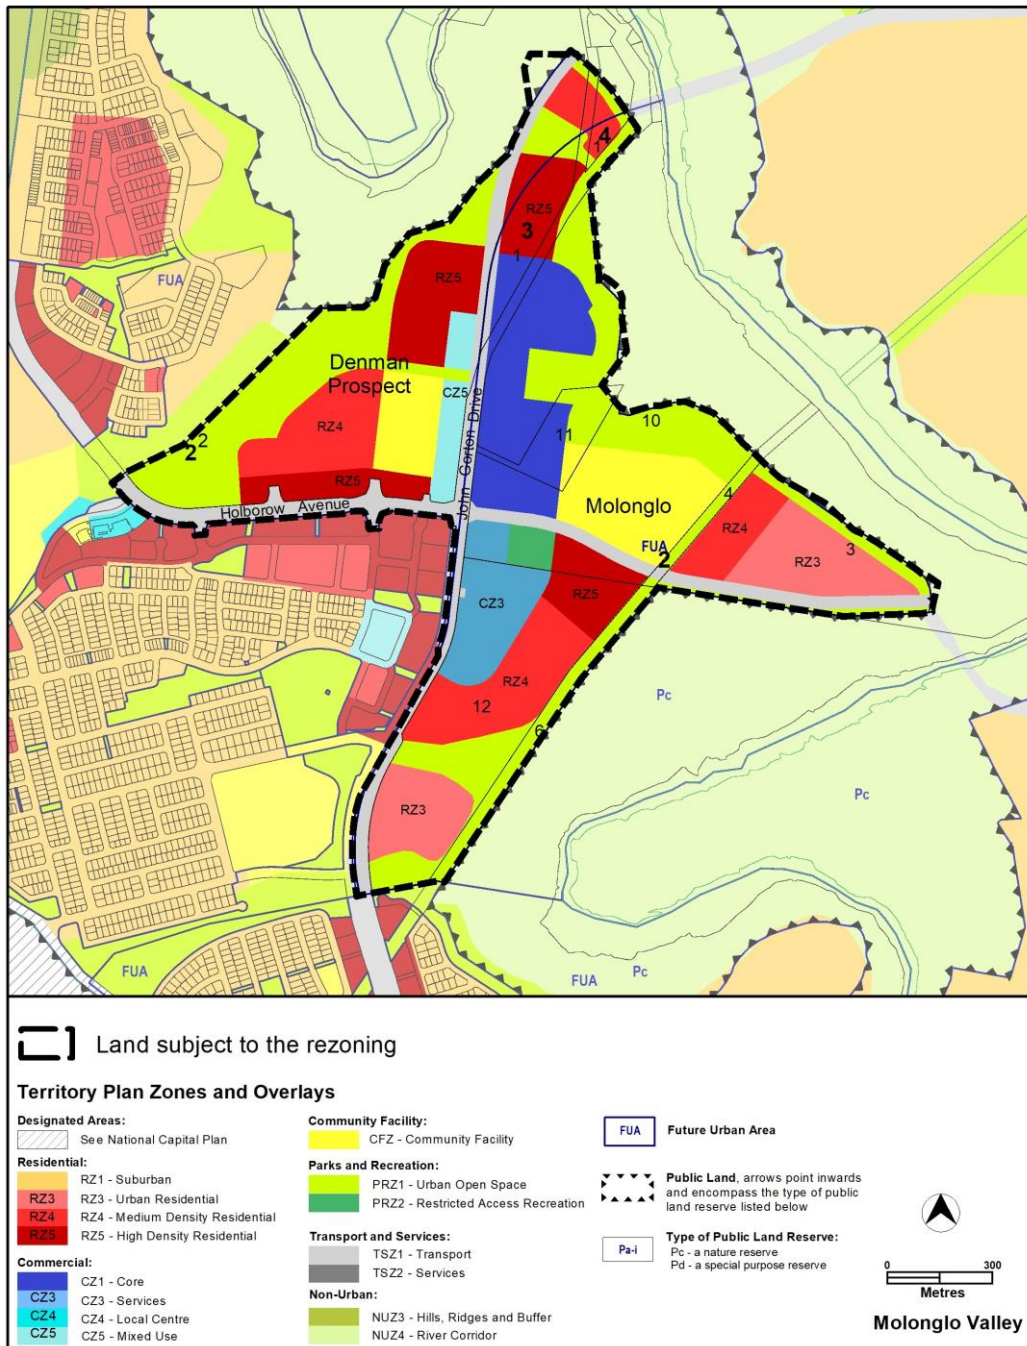 4
1
RZ5
3
1
FUA
RZ5
Denman
Prospect
CZ5
John Gorton Drive
RZ4
2
2
11
10
RZ5
Holborow Avenue
Molonglo
4
RZ4
FUA
2
3
RZ3
RZ5
CZ3
RZ4
12
6
Pc
RZ3
Pc
FUA
FUA
Pc
Land subject to the rezoning
Territory Plan Zones and Overlays
Designated Areas:
See National Capital Plan
Residential:
RZ1 - Suburban
RZ3 RZ3 - Urban Residential
RZ4 RZ4 - Medium Density Residential
RZ5 RZ5 - High Density Residential
Commercial:
CZ1 - Core
CZ3 CZ3 - Services
CZ4 CZ4 - Local Centre
CZ5 CZ5 - Mixed Use
Community Facility:
CFZ - Community Facility
Parks and Recreation:
PRZ1 - Urban Open Space
PRZ2 - Restricted Access Recreation
Transport and Services:
TSZ1 - Transport
TSZ2 - Services
Non-Urban:
NUZ3 - Hills, Ridges and Buffer
NUZ4 - River Corridor
FUA Future Urban Area
Public Land, arrows point inwards
and encompass the type of public
land reserve listed below
Pa-i Type of Public Land Reserve:
Pc - a nature reserve
Pd - a special purpose reserve
0 300
Metres
Molonglo Valley